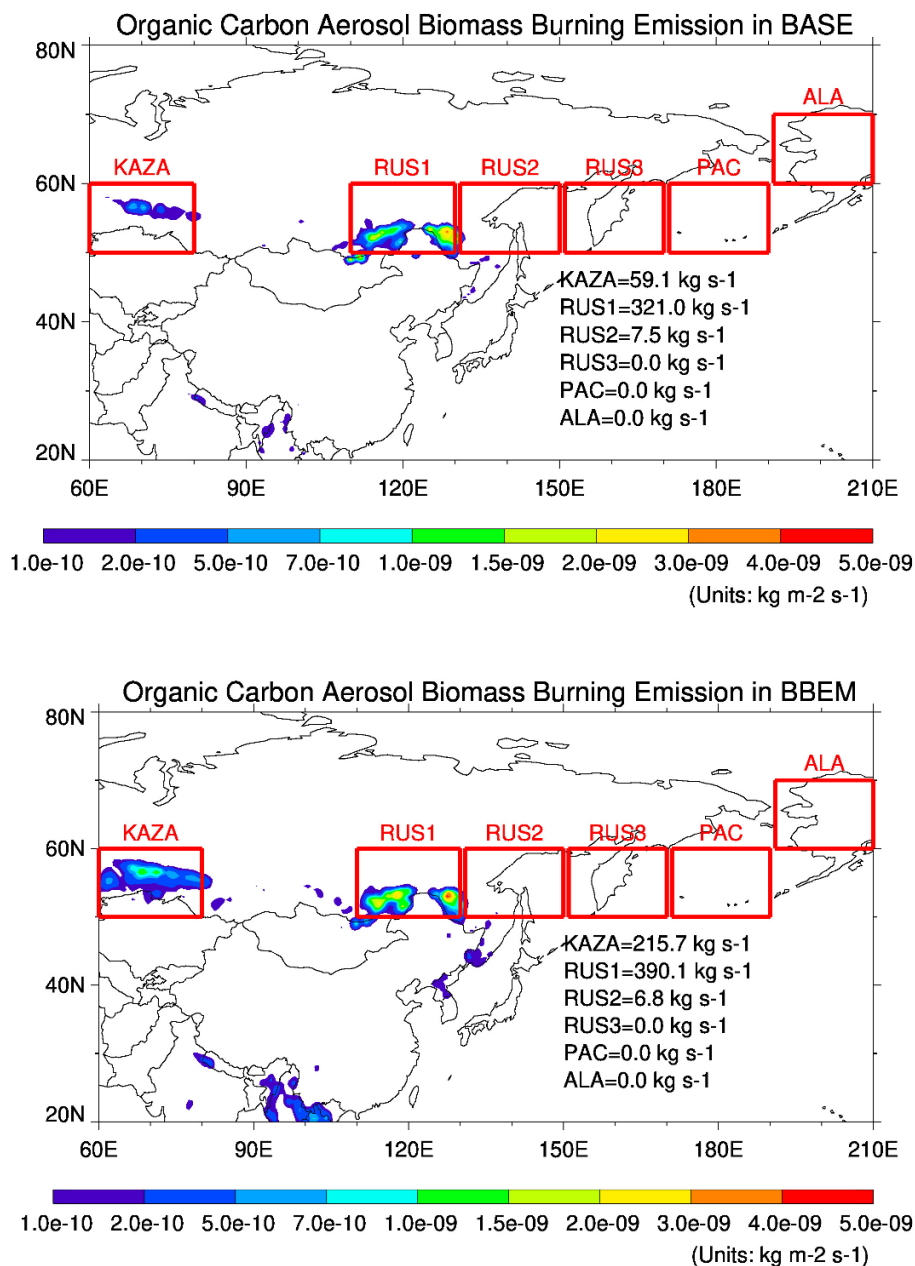 Organic Carbon Aerosol Biomass Burning Emission in BASE
80N
ALA
KAZA RUS1 RUS2 RUS3 PAC
60N
KAZA=59.1 kg s-1
RUS1=321.0 kg s-1
40N
RUS2=7.5 kg s-1
RUS3=0.0 kg s-1
PAC=0.0 kg s-1
ALA=0.0 kg s-1
20N
60E 90E 120E 150E 180E 210E
1.0e-10 2.0e-10 5.0e-10 7.0e-10 1.0e-09 1.5e-09 2.0e-09 3.0e-09 4.0e-09 5.0e-09
(Units: kg m-2 s-1)
Organic Carbon Aerosol Biomass Burning Emission in BBEM
80N
ALA
KAZA RUS1 RUS2 RUS3 PAC
60N
KAZA=215.7 kg s-1
RUS1=390.1 kg s-1
40N
RUS2=6.8 kg s-1
RUS3=0.0 kg s-1
PAC=0.0 kg s-1
ALA=0.0 kg s-1
20N
60E 90E 120E 150E 180E 210E
1.0e-10 2.0e-10 5.0e-10 7.0e-10 1.0e-09 1.5e-09 2.0e-09 3.0e-09 4.0e-09 5.0e-09
(Units: kg m-2 s-1)